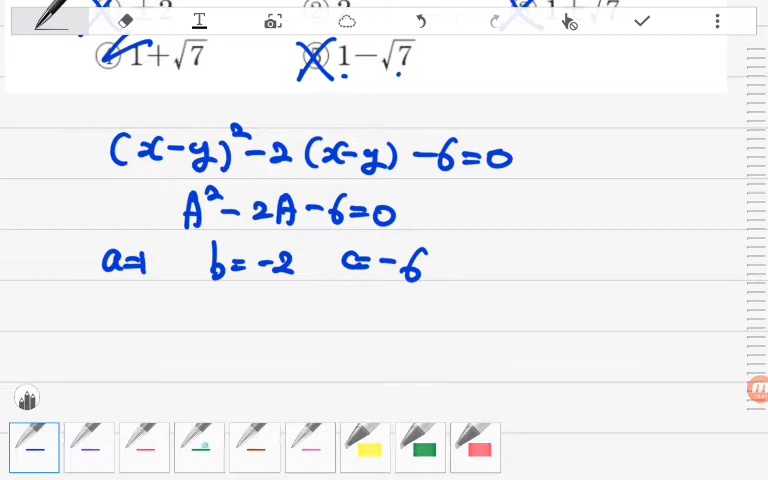 ④ 1+√7 ⑤ 1−√7
(x−y)² −2 (x−y) −6=0
A² − 2A −6=0
a=1 b= −2 c= −6